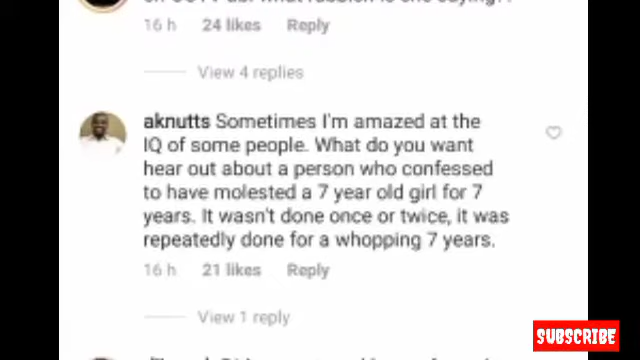 16 h 24 likes Reply
View 4 replies
aknutts Sometimes I'm amazed at the
IQ of some people. What do you want
hear out about a person who confessed
to have molested a 7 year old girl for 7
years. It wasn't done once or twice, it was
repeatedly done for a whopping 7 years.
16 h 21 likes Reply
View 1 reply
SUBSCRIBE